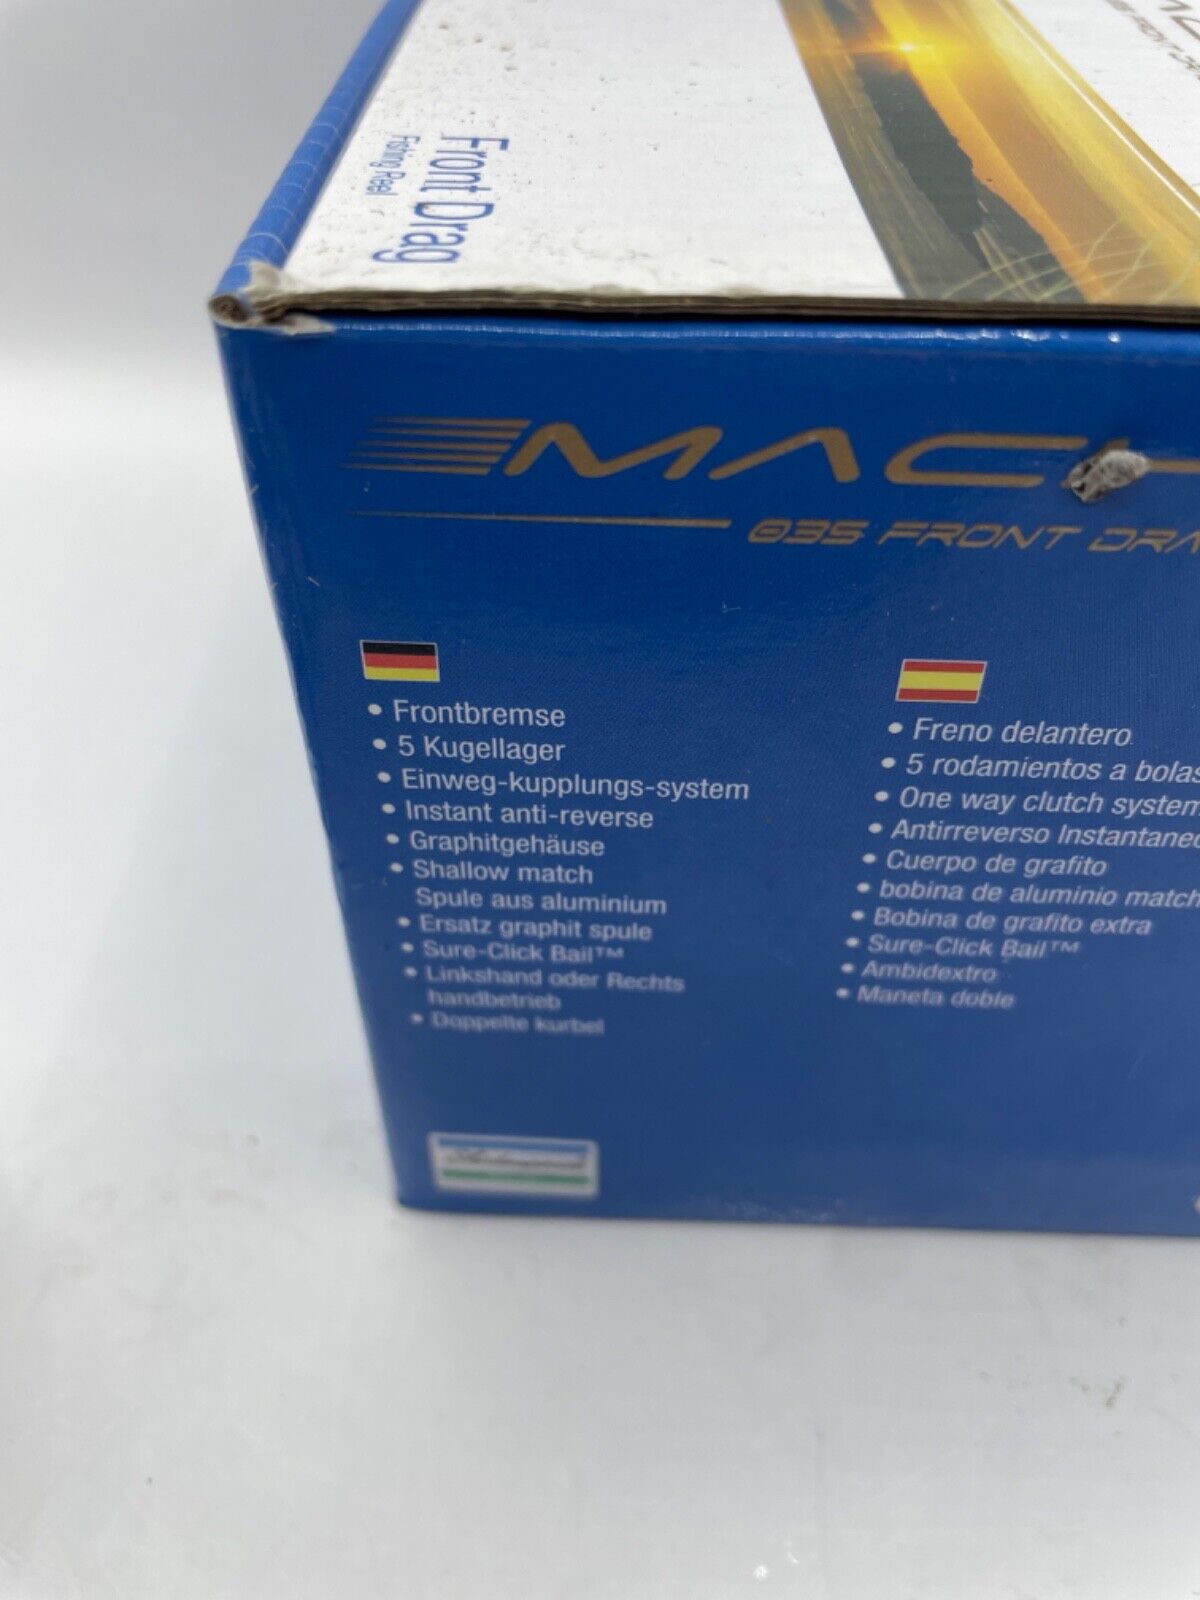 Front Drag
Fishing Reel
035 FRONT DRA
Frontbremse
5 Kugellager
Einweg-kupplungs-system
Instant anti-reverse
Graphitgehäuse
Shallow match
Spule aus aluminium
Ersatz graphit spule
Sure-Click Bail™
Linkshand oder Rechts
handbetrieb
Doppelte kurbel
Freno delantero
5 rodamientos a bolas
One way clutch system
Antirreverso Instantaneo
Cuerpo de grafito
bobina de aluminio match
Bobina de grafito extra
Sure-Click Bail™
Ambidextro
Maneta doble